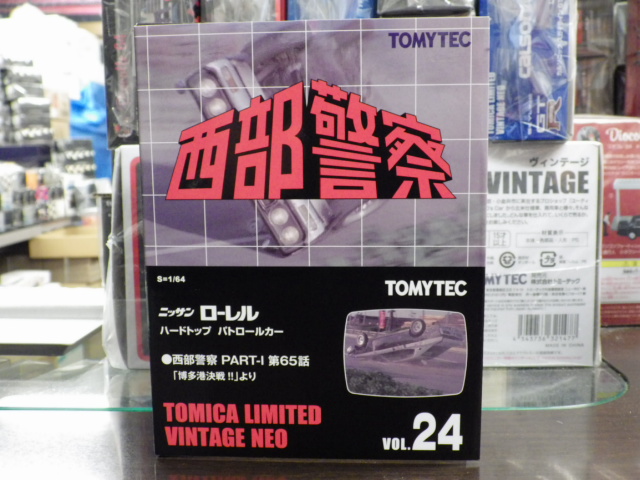 TOMYTEC
西部警察
S=1/64
TOMYTEC
ニッサン ローレル
ハードトップ パトロールカー
●西部警察 PART-I 第65話
「博多港決戦!!」より
TOMICA LIMITED
VINTAGE NEO
VOL.24
ヴィンテージ
VINTAGE
TOMYTEC
GT-R